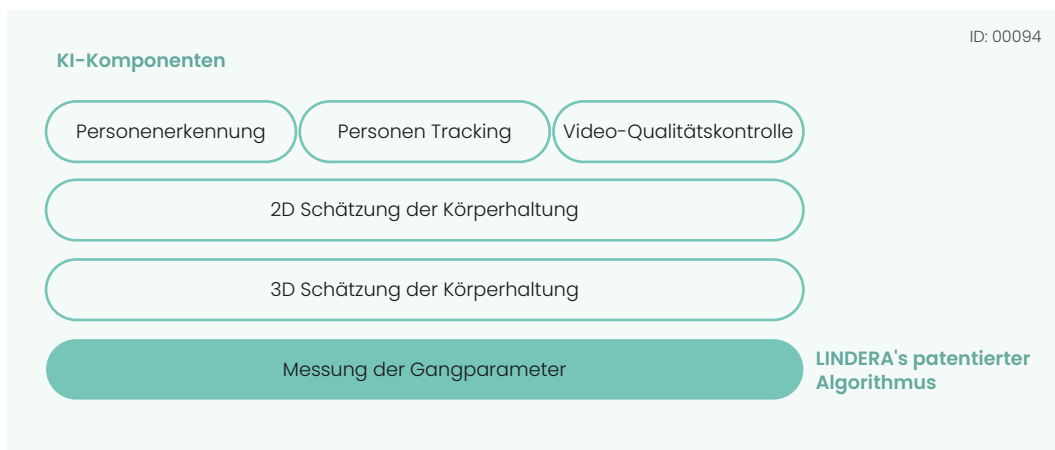 ID: 00094
KI-Komponenten
Personenerkennung
Personen Tracking
Video-Qualitätskontrolle
2D Schätzung der Körperhaltung
3D Schätzung der Körperhaltung
Messung der Gangparameter
LINDERA's patentierter
Algorithmus